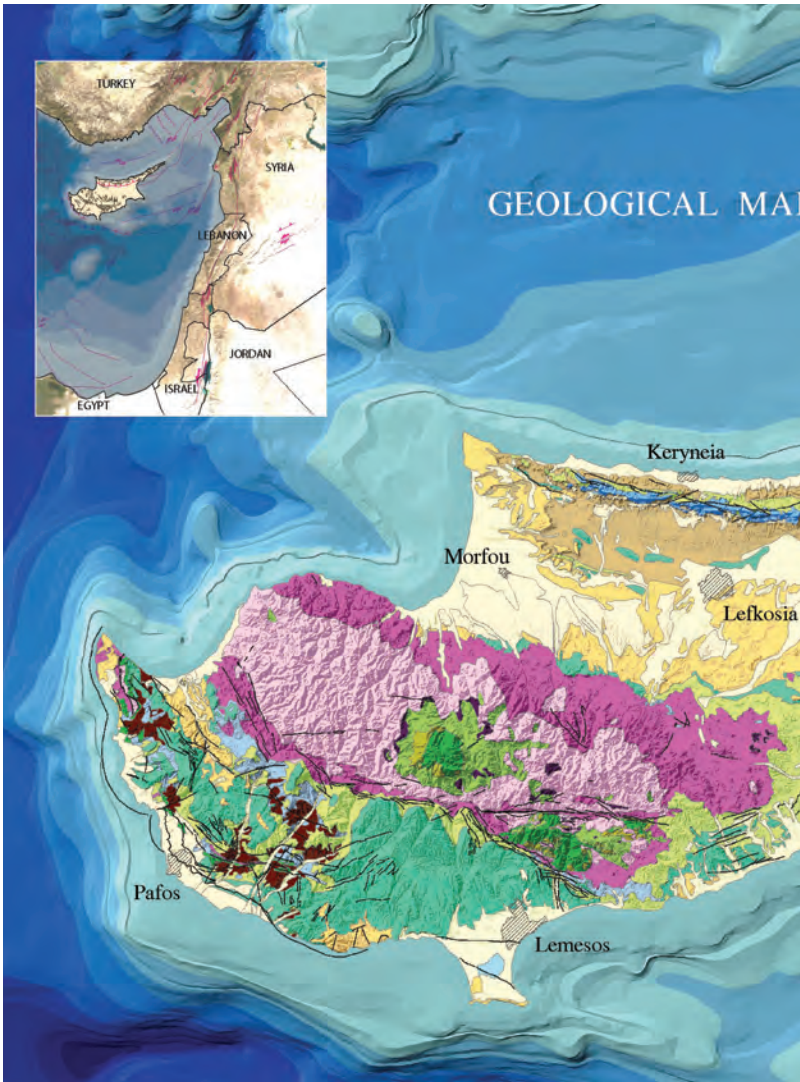 TURKEY
SYRIA
LEBANON
JORDAN
ISRAEL
EGYPT
GEOLOGICAL MA
Keryneia
Morfou
Lefkosia
Pafos
Lemesos